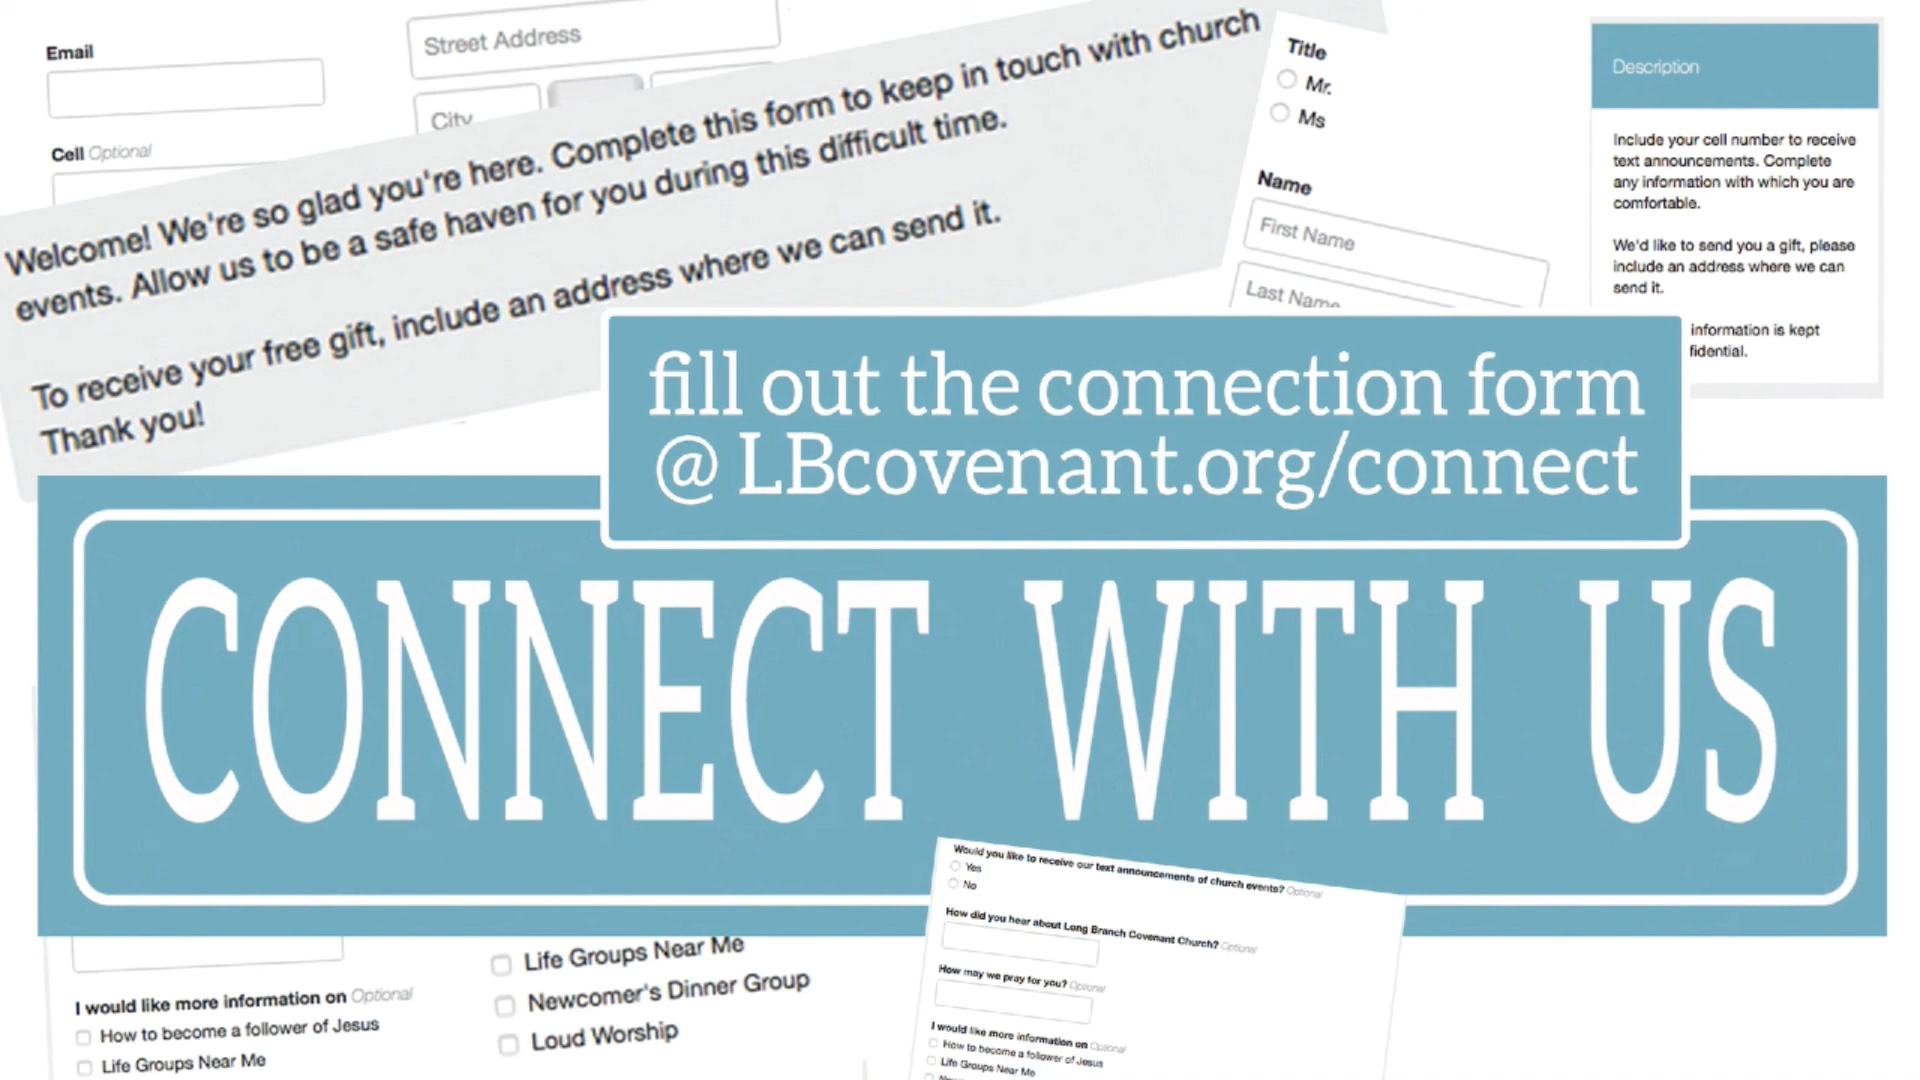 Email
Cell Optional
Street Address
City
Welcome! We're so glad you're here. Complete this form to keep in touch with church
events. Allow us to be a safe haven for you during this difficult time.
To receive your free gift, include an address where we can send it.
Thank you!
Title
Mr.
Ms
Name
First Name
Last Name
Description
Include your cell number to receive
text announcements. Complete
any information with which you are
comfortable.
We'd like to send you a gift, please
include an address where we can
send it.
information is kept
fidential.
fill out the connection form
@ LBcovenant.org/connect
CONNECT WITH US
I would like more information on Optional
How to become a follower of Jesus
Life Groups Near Me
Life Groups Near Me
Newcomer's Dinner Group
Loud Worship
Would you like to receive our text announcements of church events? Optional
Yes
No
How did you hear about Long Branch Covenant Church? Optional
How may we pray for you? Optional
I would like more information on Optional
How to become a follower of Jesus
Life Groups Near Me